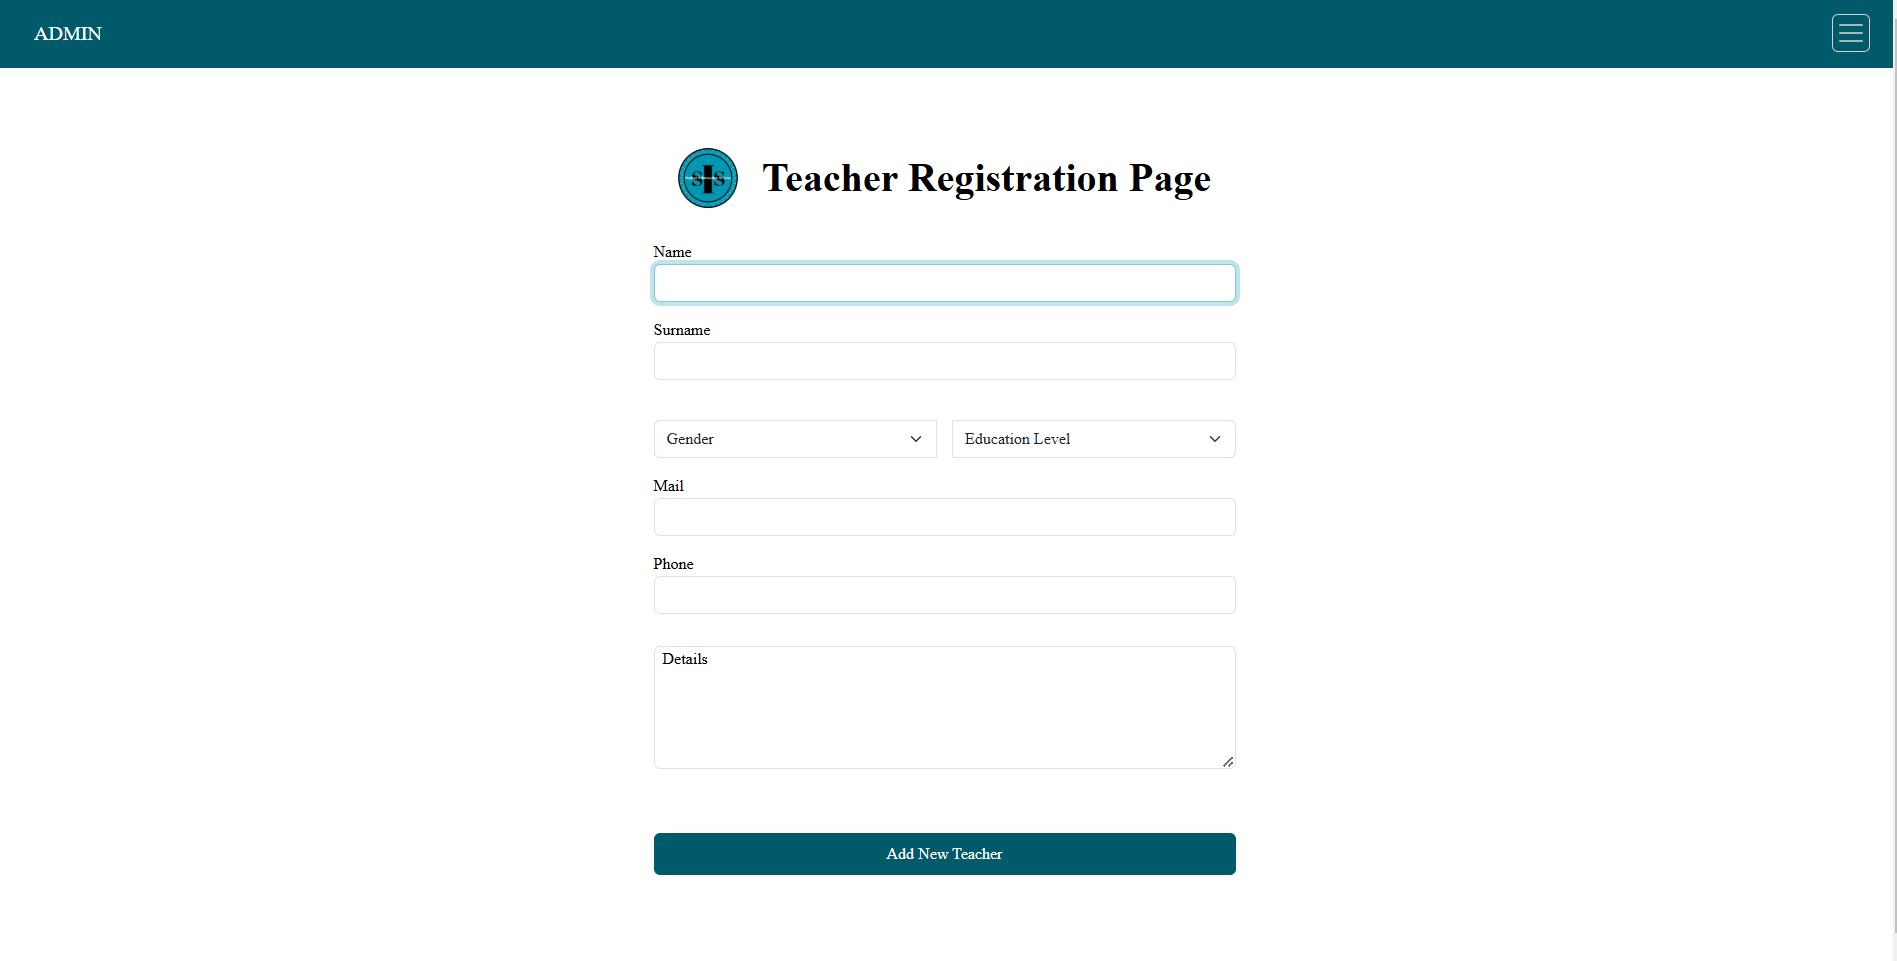 ADMIN
SIS
Teacher Registration Page
Name
Surname
Gender
Education Level
Mail
Phone
Details
Add New Teacher